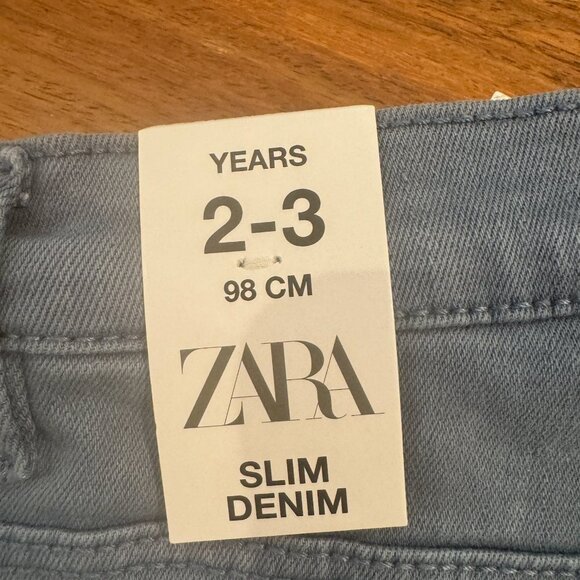 YEARS
2-3
98 CM
ZARA
SLIM
DENIM